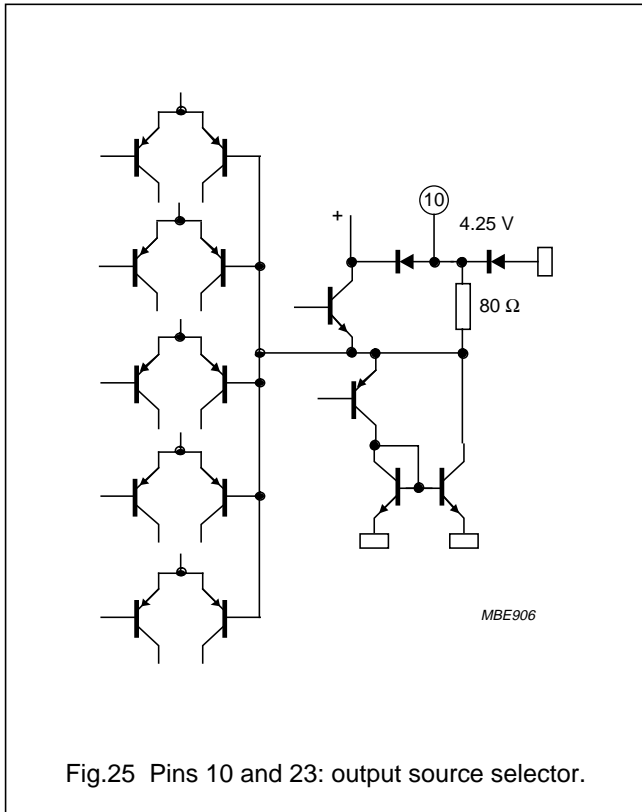 10
+
4.25 V
80 Ω
MBE906
Fig.25 Pins 10 and 23: output source selector.